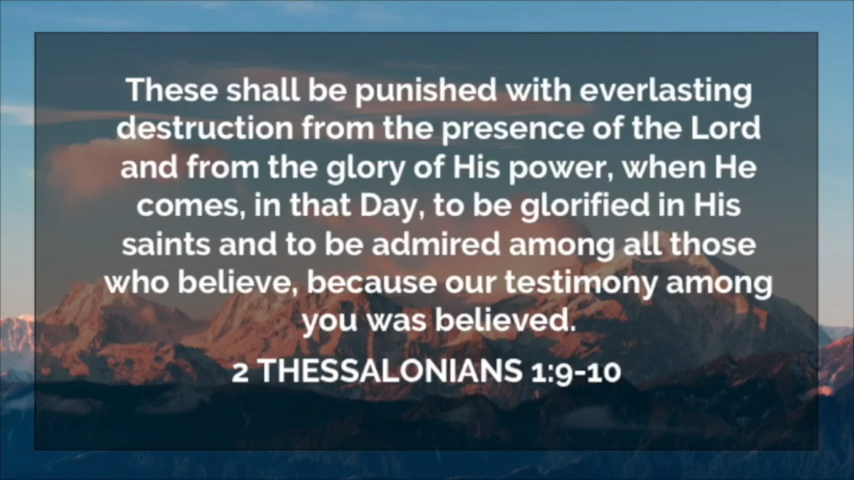 These shall be punished with everlasting
destruction from the presence of the Lord
and from the glory of His power, when He
comes, in that Day, to be glorified in His
saints and to be admired among all those
who believe, because our testimony among
you was believed.
2 THESSALONIANS 1:9-10